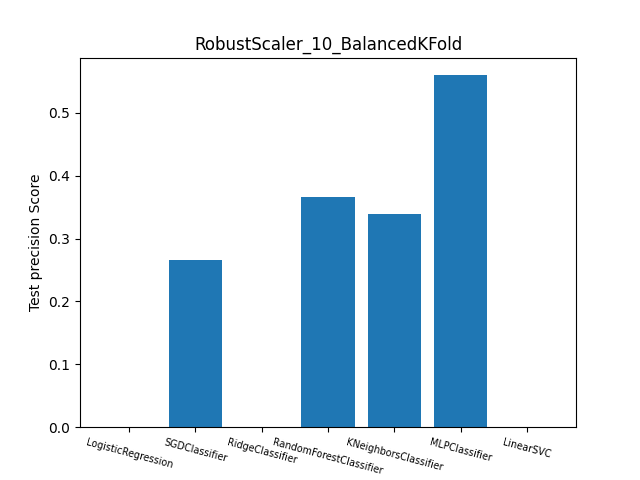 RobustScaler_10_BalancedKFold
Test precision Score
0.5
0.4
0.3
0.2
0.1
0.0
LogisticRegression
SGDClassifier
RidgeClassifier
RandomForestClassifier
KNeighborsClassifier
MLPClassifier
LinearSVC